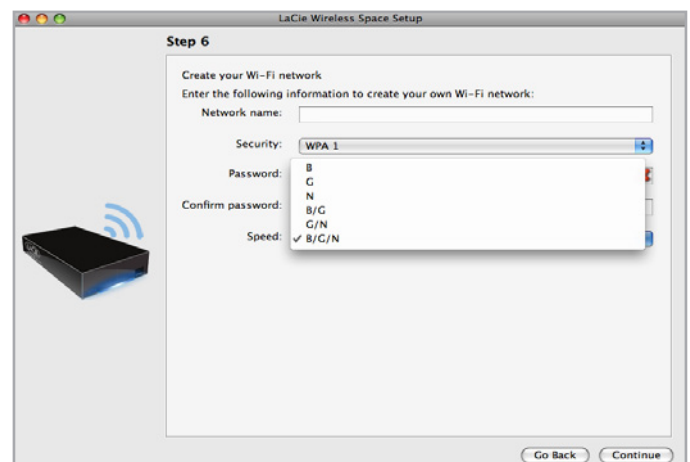 LaCie Wireless Space Setup
Step 6
Create your Wi-Fi network
Enter the following information to create your own Wi-Fi network:
Network name:
Security: WPA 1
Password:
Confirm password:
Speed:
B
G
N
B/G
G/N
✓ B/G/N
LaCie
Go Back Continue